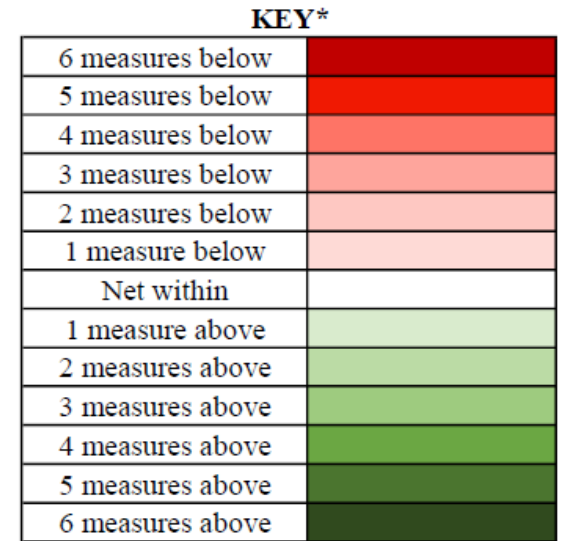 KEY*
6 measures below
5 measures below
4 measures below
3 measures below
2 measures below
1 measure below
Net within
1 measure above
2 measures above
3 measures above
4 measures above
5 measures above
6 measures above